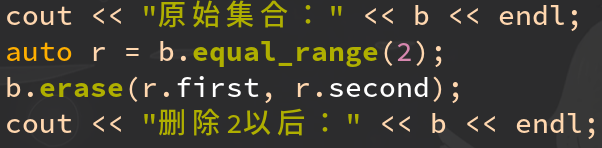 cout << "原始集合：" << b << endl;
auto r = b.equal_range(2);
b.erase(r.first, r.second);
cout << "删除2以后：" << b << endl;